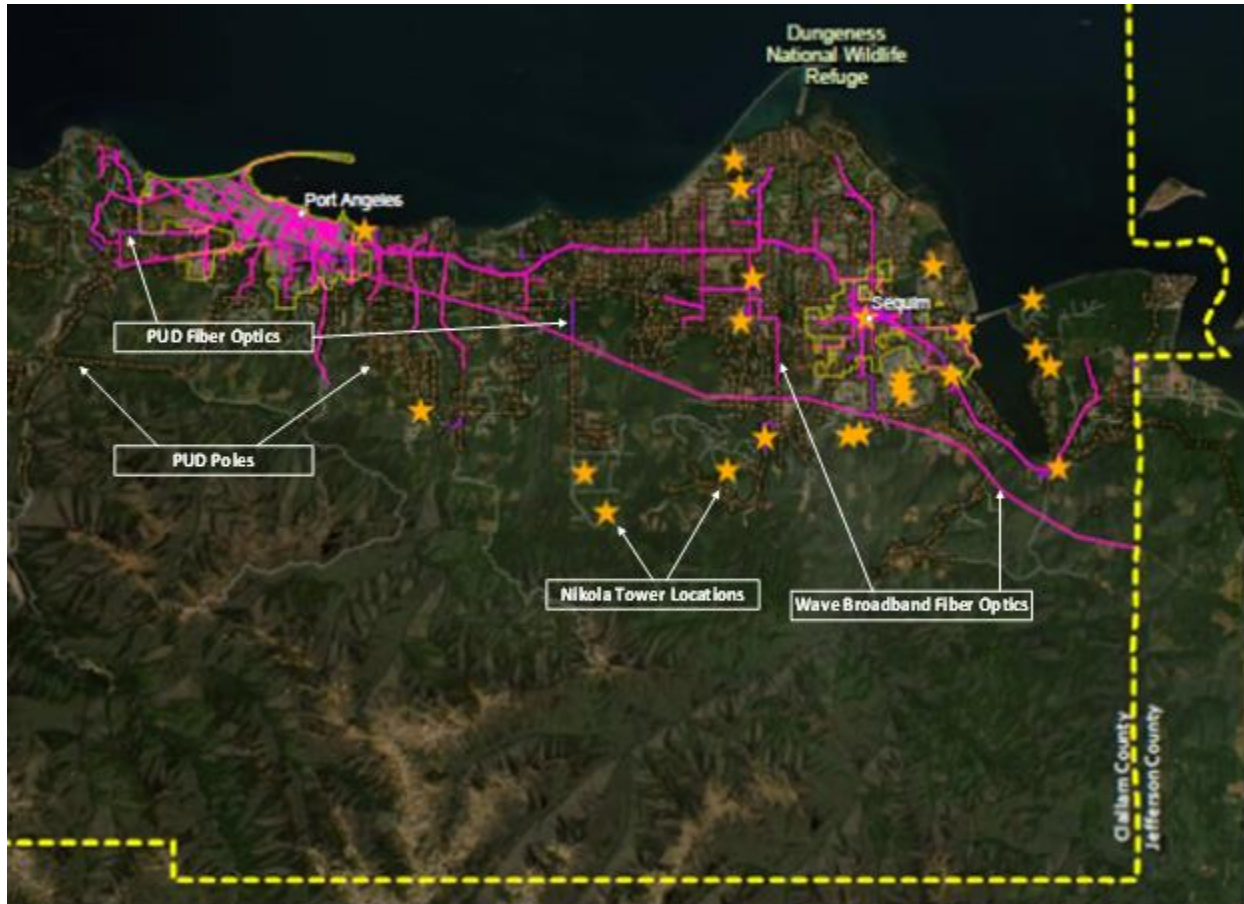 Dungeness
National Wildlife
Refuge
Port Angeles
Sequim
PUD Fiber Optics
PUD Poles
Nikola Tower Locations
Wave Broadband Fiber Optics
Clallam County
Jefferson County